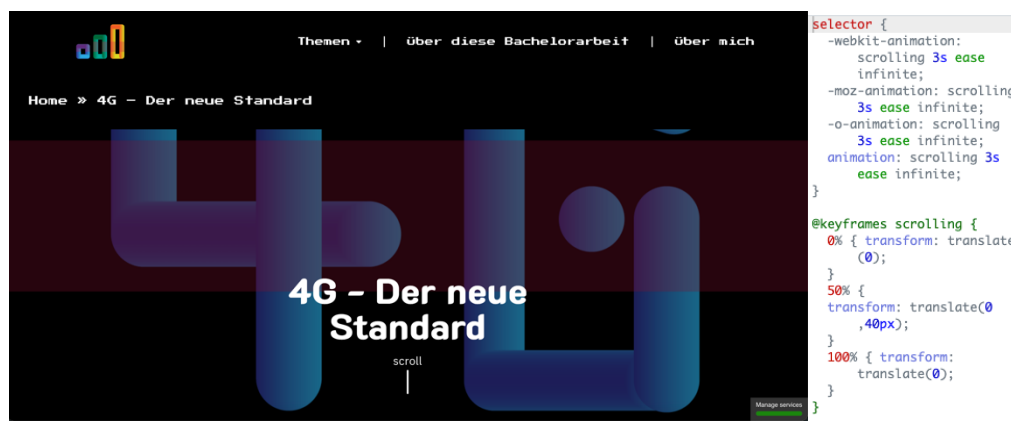 Themen | über diese Bachelorarbeit | über mich
Home » 4G – Der neue Standard
4G – Der neue
Standard
scroll
Manage services
selector {
-webkit-animation:
scrolling 3s ease
infinite;
-moz-animation: scrolling
3s ease infinite;
-o-animation: scrolling
3s ease infinite;
animation: scrolling 3s
ease infinite;
}
@keyframes scrolling {
0% { transform: translate
(0);
}
50% {
transform: translate(0
,40px);
}
100% { transform:
translate(0);
}
}